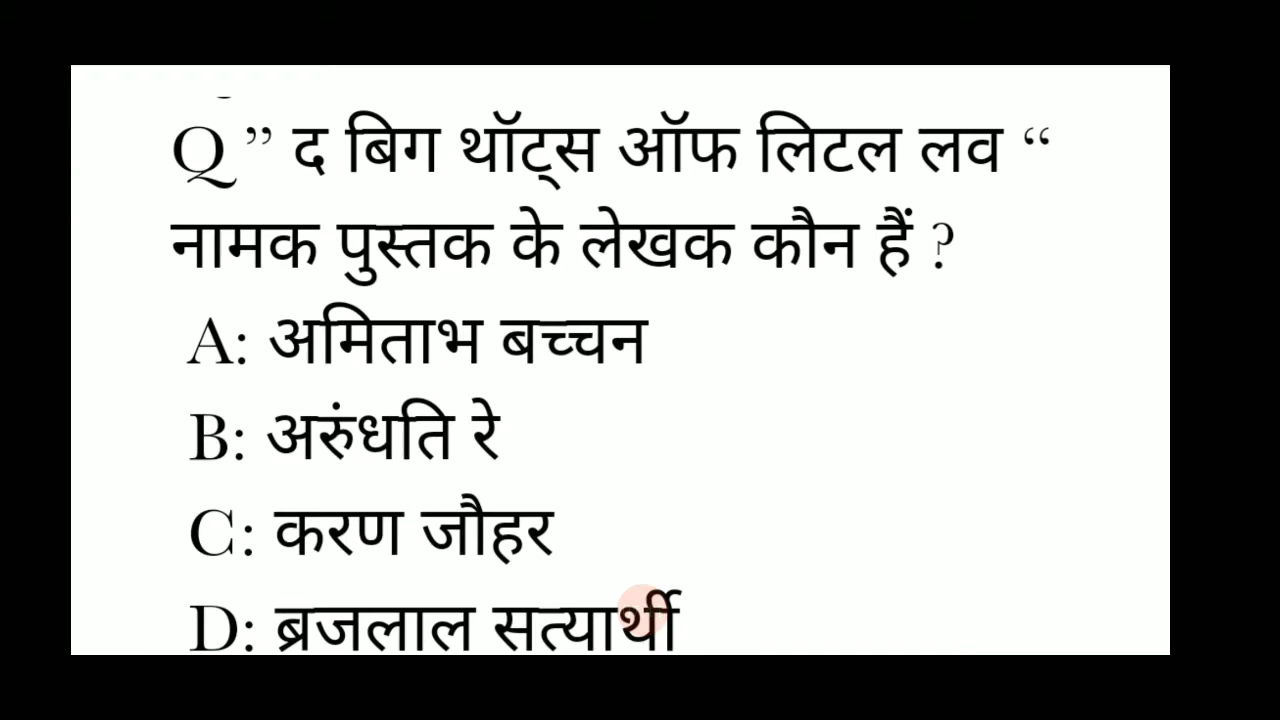 Q ” द बिग थॉट्स ऑफ लिटल लव “
नामक पुस्तक के लेखक कौन हैं ?
A: अमिताभ बच्चन
B: अरुंधति रे
C: करण जौहर
D: ब्रजलाल सत्यार्थी